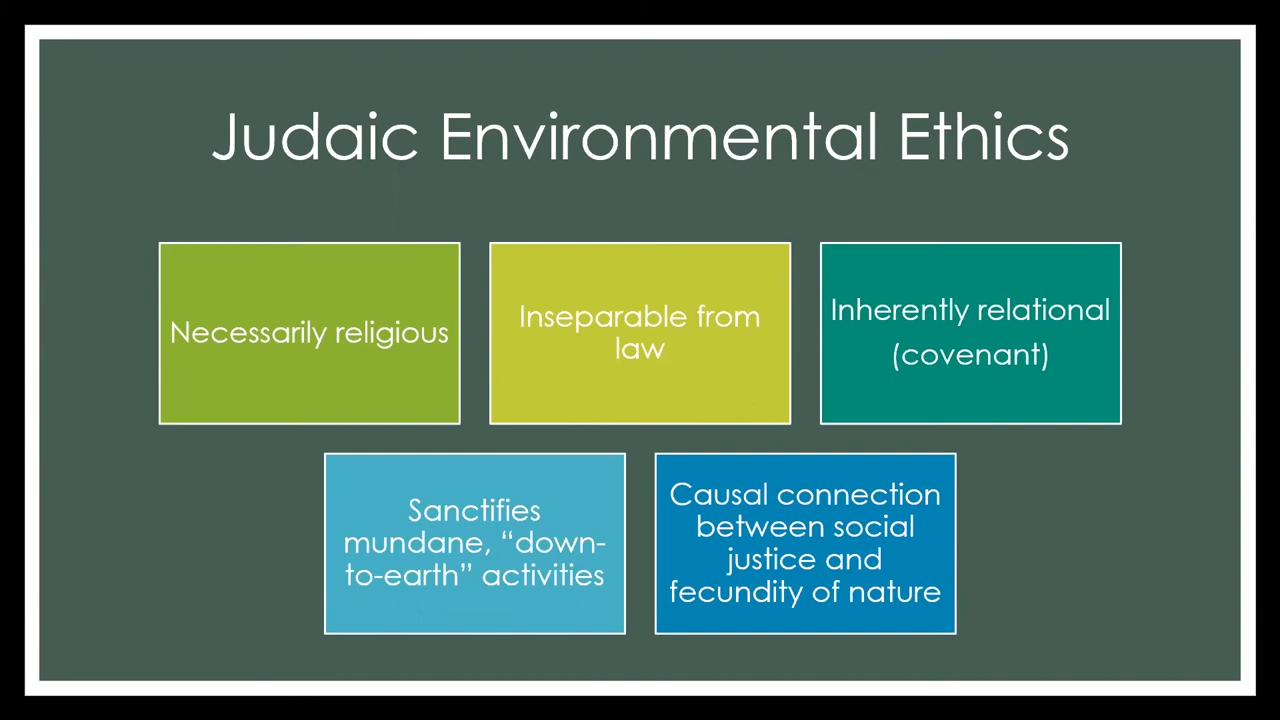 Judaic Environmental Ethics
Necessarily religious
Inseparable from
law
Inherently relational
(covenant)
Sanctifies
mundane, “down-
to-earth” activities
Causal connection
between social
justice and
fecundity of nature